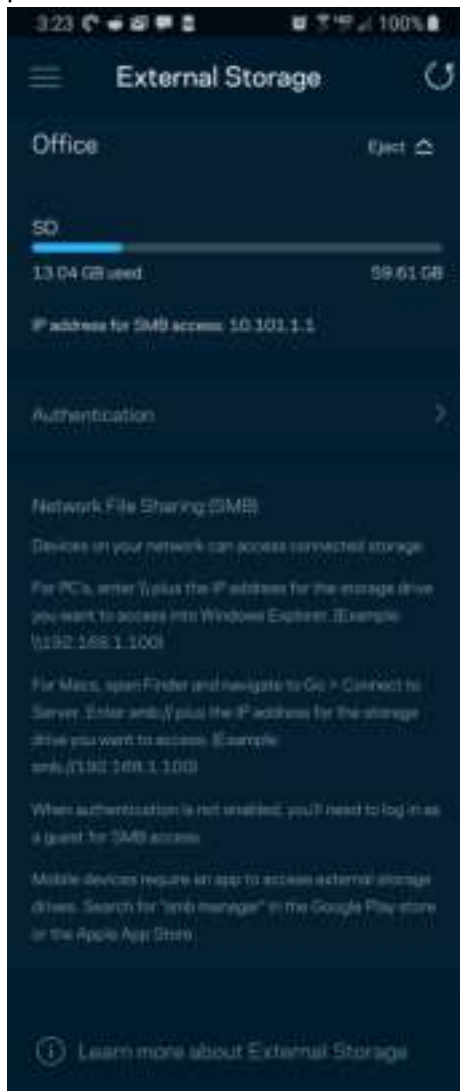 3:23 100%
External Storage
Office Eject
SD
13.04 GB used 59.61 GB
IP address for SMB access: 10.101.1.1
Authentication
Network File Sharing (SMB)
Devices on your network can access connected storage.
For PCs, enter \\ plus the IP address for the storage drive
you want to access into Windows Explorer. (Example:
\\192.168.1.100)
For Macs, open Finder and navigate to Go > Connect to
Server. Enter smb:// plus the IP address for the storage
drive you want to access. (Example:
smb://192.168.1.100)
When authentication is not enabled, you'll need to log in as
a guest for SMB access.
Mobile devices require an app to access external storage
drives. Search for "smb manager" in the Google Play store
or the Apple App Store.
Learn more about External Storage